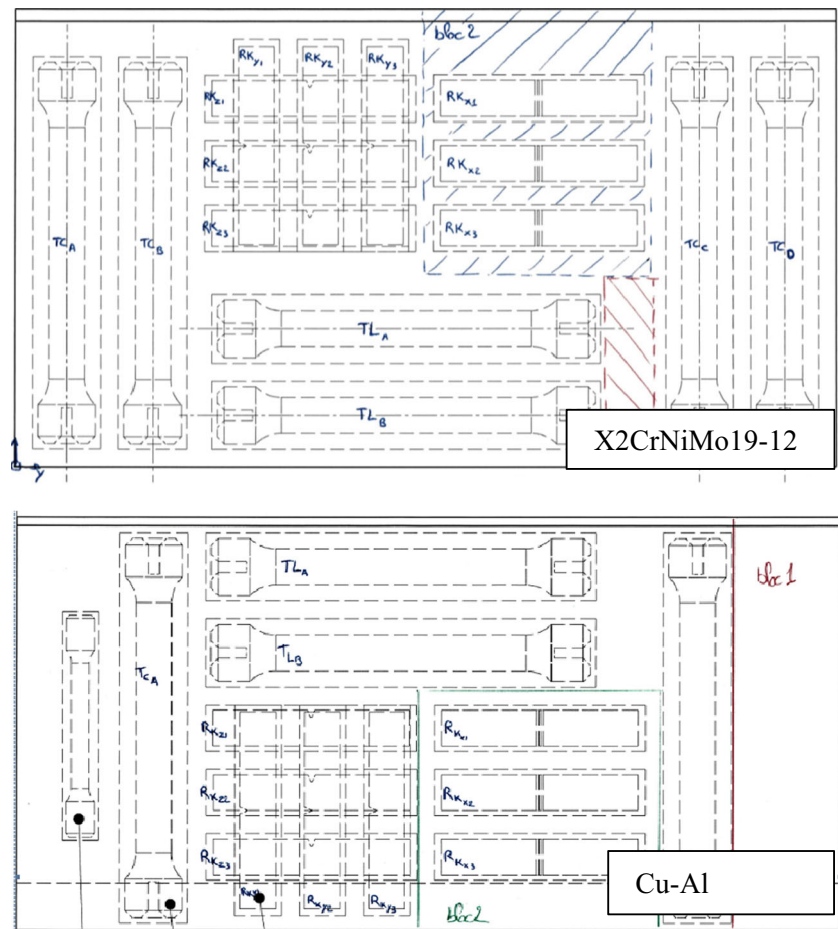 bloc 2
RKy1 RKy2 RKy3
RKz1
RKx1
RKz2
RKx2
RKz3
RKx3
TCA
TCB
TCC
TCD
TLA
TLB
X2CrNiMo19-12
y
TLA
bloc 1
TLB
TCA
RKz1
RKx1
RKz2
RKx2
RKz3
RKx3
Cu-Al
RKy2
RKy3
bloc2